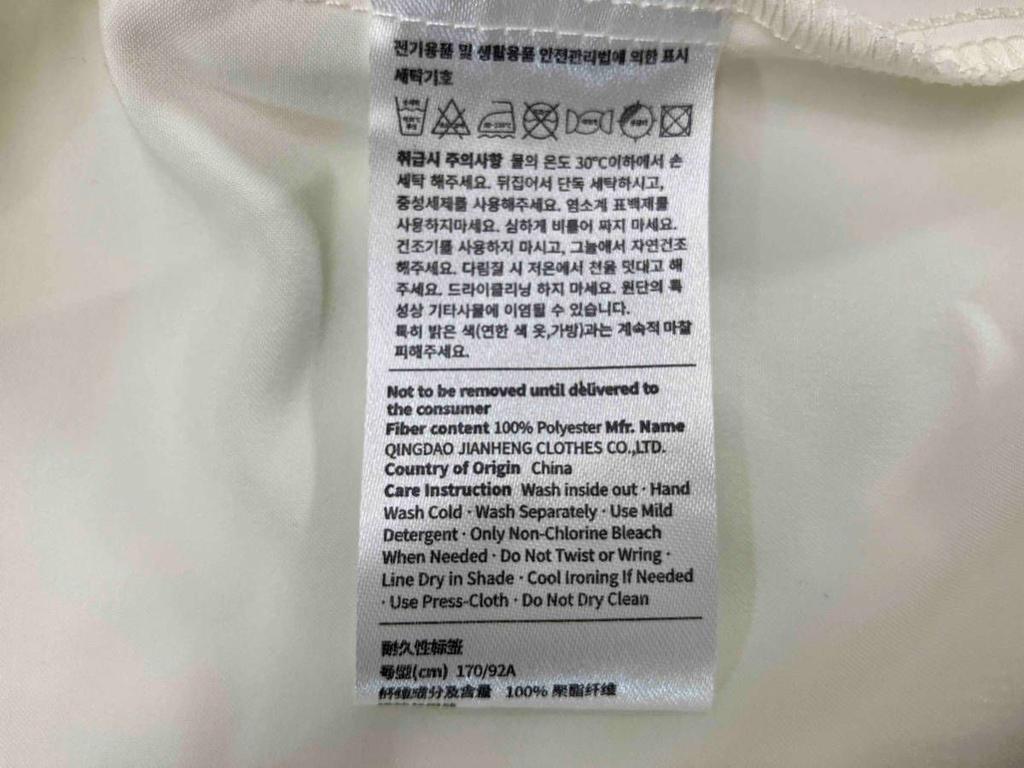 전기용품 및 생활용품 안전관리법에 의한 표시
세탁기호
취급시 주의사항 물의 온도 30℃이하에서 손
세탁 해주세요. 뒤집어서 단독 세탁하시고,
중성세제를 사용해주세요. 염소계 표백제를
사용하지마세요. 심하게 비틀어 짜지 마세요.
건조기를 사용하지 마시고, 그늘에서 자연건조
해주세요. 다림질 시 저온에서 천을 덧대고 해
주세요. 드라이클리닝 하지 마세요. 원단의 특
성상 기타사물에 이염될 수 있습니다.
특히 밝은 색(연한 색 옷,가방)과는 계속적 마찰
피해주세요.
Not to be removed until delivered to
the consumer
Fiber content 100% Polyester Mfr. Name
QINGDAO JIANHENG CLOTHES CO.,LTD.
Country of Origin China
Care Instruction Wash inside out · Hand
Wash Cold · Wash Separately · Use Mild
Detergent · Only Non-Chlorine Bleach
When Needed · Do Not Twist or Wring ·
Line Dry in Shade · Cool Ironing If Needed
· Use Press-Cloth · Do Not Dry Clean
耐久性标签
号型(cm) 170/92A
纤维成分及含量 100% 聚酯纤维